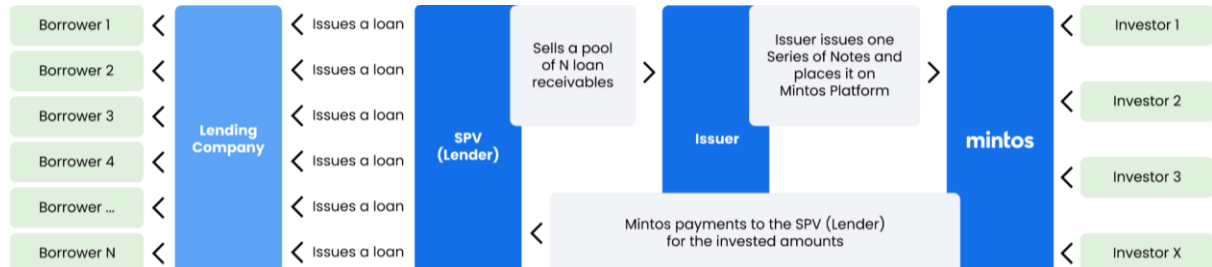 Borrower 1
Borrower 2
Borrower 3
Borrower 4
Borrower ...
Borrower N
Lending
Company
Issues a loan
Issues a loan
Issues a loan
Issues a loan
Issues a loan
Issues a loan
SPV
(Lender)
Sells a pool
of N loan
receivables
Issuer
Issuer issues one
Series of Notes and
places it on
Mintos Platform
Mintos payments to the SPV (Lender)
for the invested amounts
mintos
Investor 1
Investor 2
Investor 3
Investor X